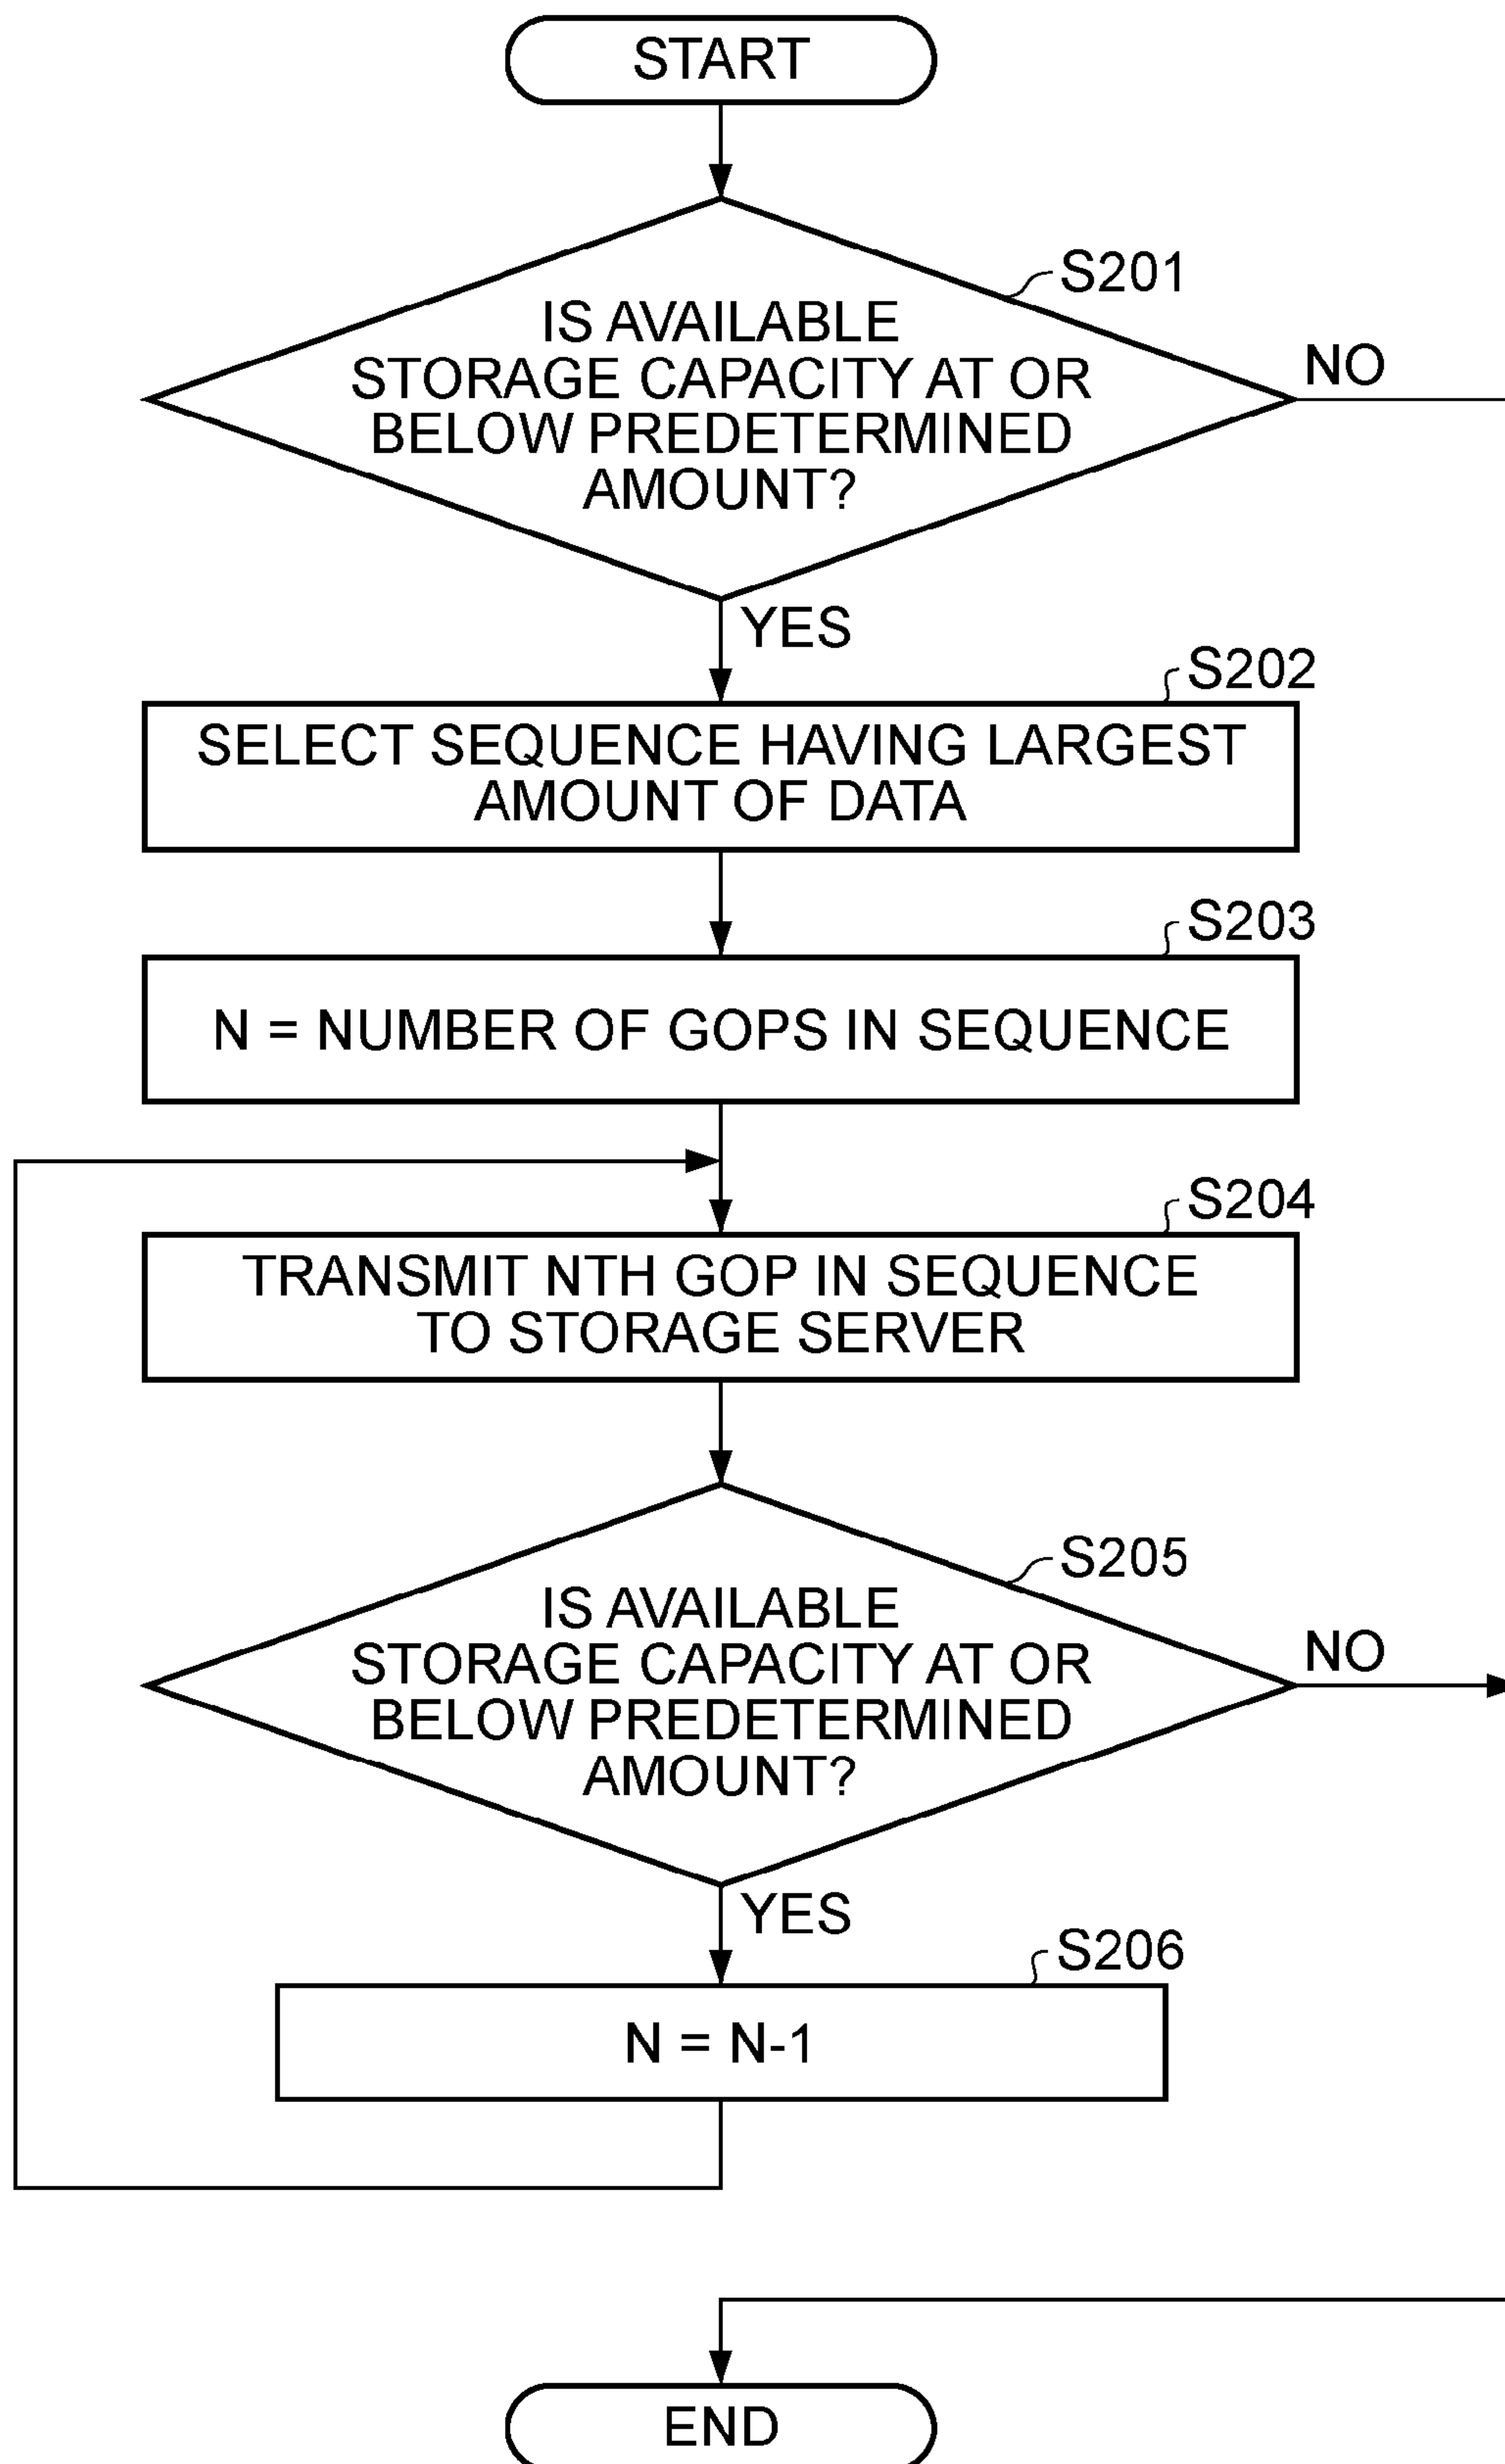 START
S201
IS AVAILABLE
STORAGE CAPACITY AT OR
BELOW PREDETERMINED
AMOUNT?
NO
YES
S202
SELECT SEQUENCE HAVING LARGEST
AMOUNT OF DATA
S203
N = NUMBER OF GOPS IN SEQUENCE
S204
TRANSMIT NTH GOP IN SEQUENCE
TO STORAGE SERVER
S205
IS AVAILABLE
STORAGE CAPACITY AT OR
BELOW PREDETERMINED
AMOUNT?
NO
YES
S206
N = N-1
END